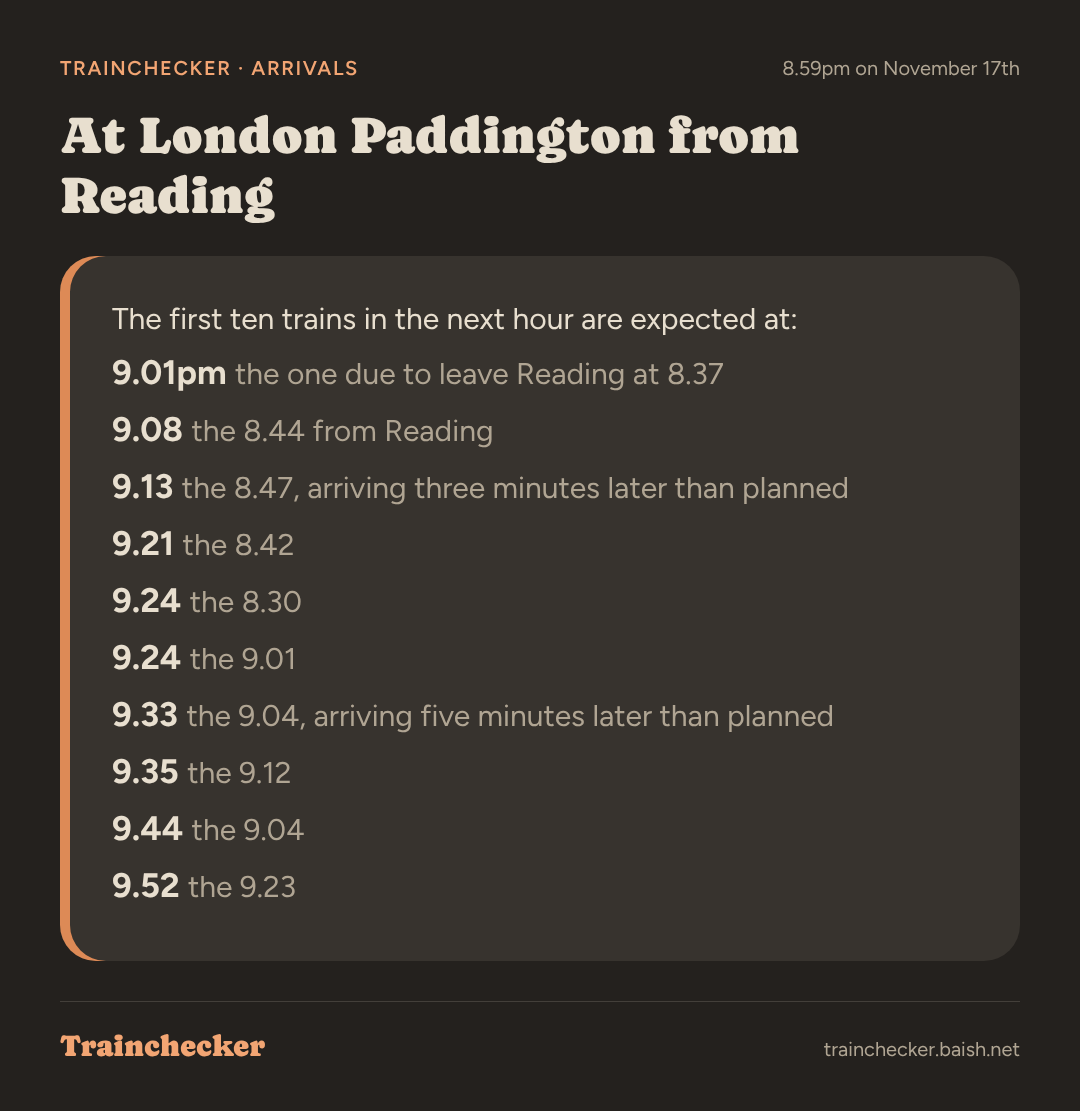 TRAINCHECKER · ARRIVALS
8.59pm on November 17th
At London Paddington from
Reading
The first ten trains in the next hour are expected at:
9.01pm the one due to leave Reading at 8.37
9.08 the 8.44 from Reading
9.13 the 8.47, arriving three minutes later than planned
9.21 the 8.42
9.24 the 8.30
9.24 the 9.01
9.33 the 9.04, arriving five minutes later than planned
9.35 the 9.12
9.44 the 9.04
9.52 the 9.23
Trainchecker
trainchecker.baish.net